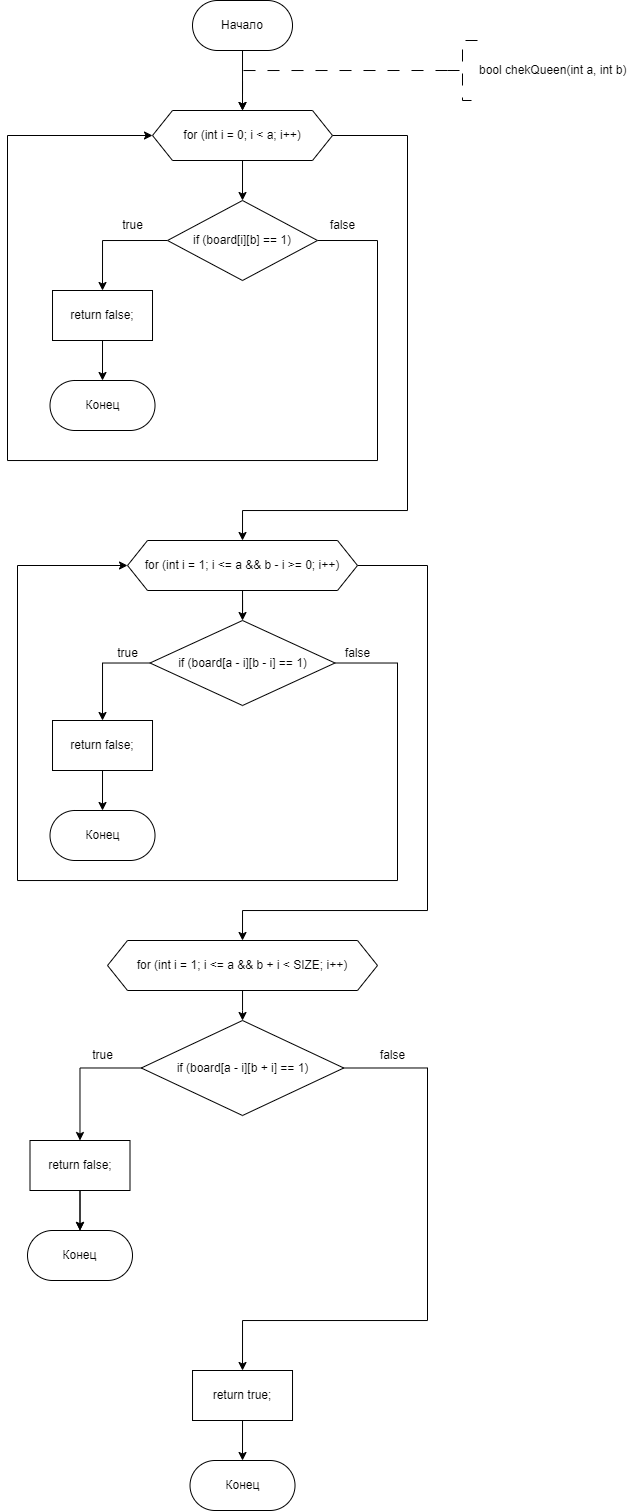 Начало
bool chekQueen(int a, int b)
for (int i = 0; i < a; i++)
true
false
if (board[i][b] == 1)
return false;
Конец
for (int i = 1; i <= a && b - i >= 0; i++)
true
false
if (board[a - i][b - i] == 1)
return false;
Конец
for (int i = 1; i <= a && b + i < SIZE; i++)
true
false
if (board[a - i][b + i] == 1)
return false;
Конец
return true;
Конец